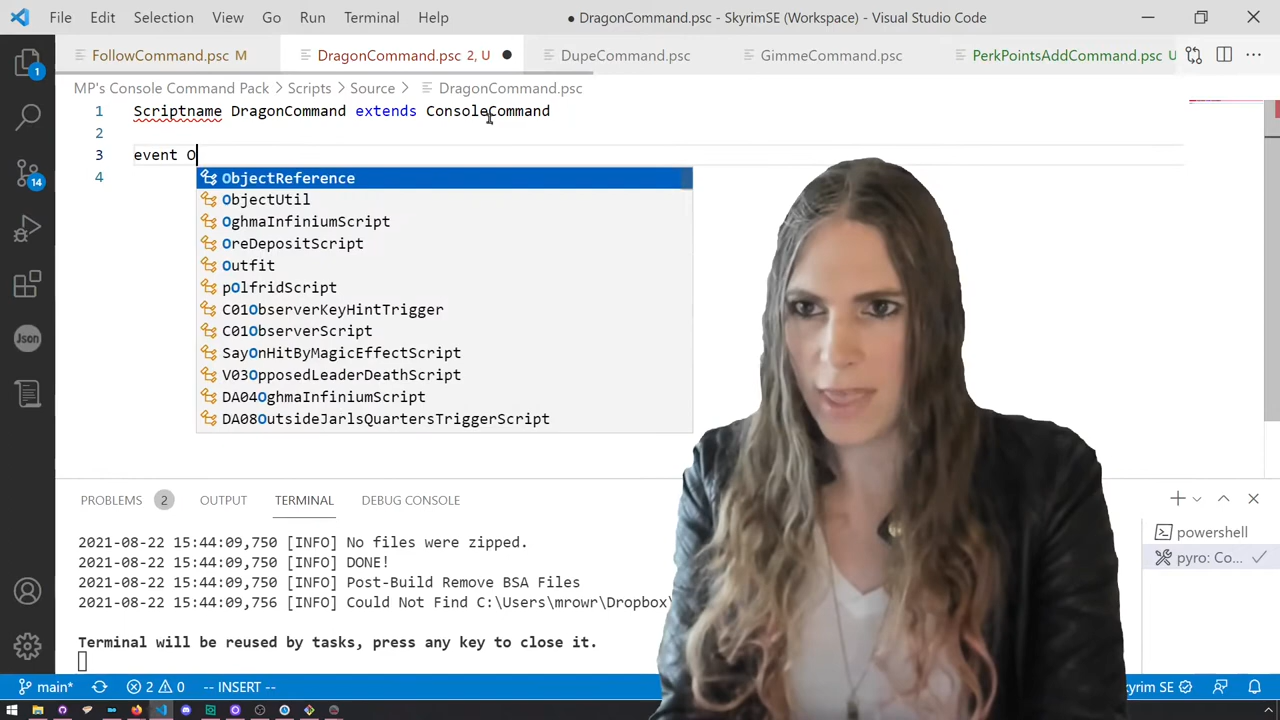 File Edit Selection View Go Run Terminal Help
● DragonCommand.psc - SkyrimSE (Workspace) - Visual Studio Code
FollowCommand.psc M
DragonCommand.psc 2, U ●
DupeCommand.psc
GimmeCommand.psc
PerkPointsAddCommand.psc U
MP's Console Command Pack > Scripts > Source > DragonCommand.psc
1 Scriptname DragonCommand extends ConsoleCommand
2
3 event O
4
ObjectReference
ObjectUtil
OghmaInfiniumScript
OreDepositScript
Outfit
pOlfridScript
C01ObserverKeyHintTrigger
C01ObserverScript
SayOnHitByMagicEffectScript
V03OpposedLeaderDeathScript
DA04OghmaInfiniumScript
DA08OutsideJarlsQuartersTriggerScript
1
14
Json
PROBLEMS 2 OUTPUT TERMINAL DEBUG CONSOLE
2021-08-22 15:44:09,750 [INFO] No files were zipped.
2021-08-22 15:44:09,750 [INFO] DONE!
2021-08-22 15:44:09,750 [INFO] Post-Build Remove BSA Files
2021-08-22 15:44:09,756 [INFO] Could Not Find C:\Users\mrowr\Dropbox\
Terminal will be reused by tasks, press any key to close it.
powershell
pyro: Co...
main* 2 0 -- INSERT -- kyrim SE